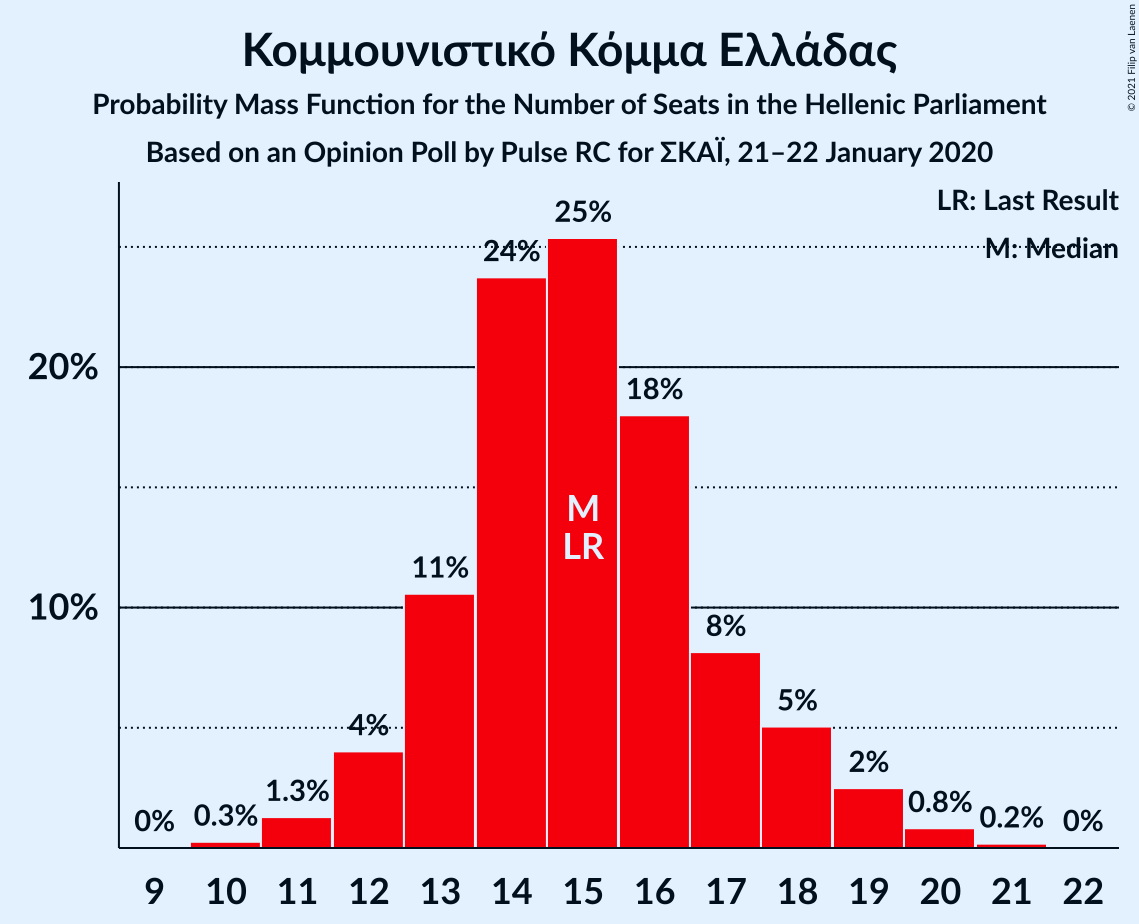 Κομμουνιστικό Κόμμα Ελλάδας
Probability Mass Function for the Number of Seats in the Hellenic Parliament
Based on an Opinion Poll by Pulse RC for ΣΚΑΪ, 21–22 January 2020
© 2021 Filip van Laenen
LR: Last Result
M: Median
25%
24%
20%
18%
M
LR
11%
10%
8%
5%
4%
2%
1.3%
0.8%
0% 0.3% 0.2% 0%
9 10 11 12 13 14 15 16 17 18 19 20 21 22